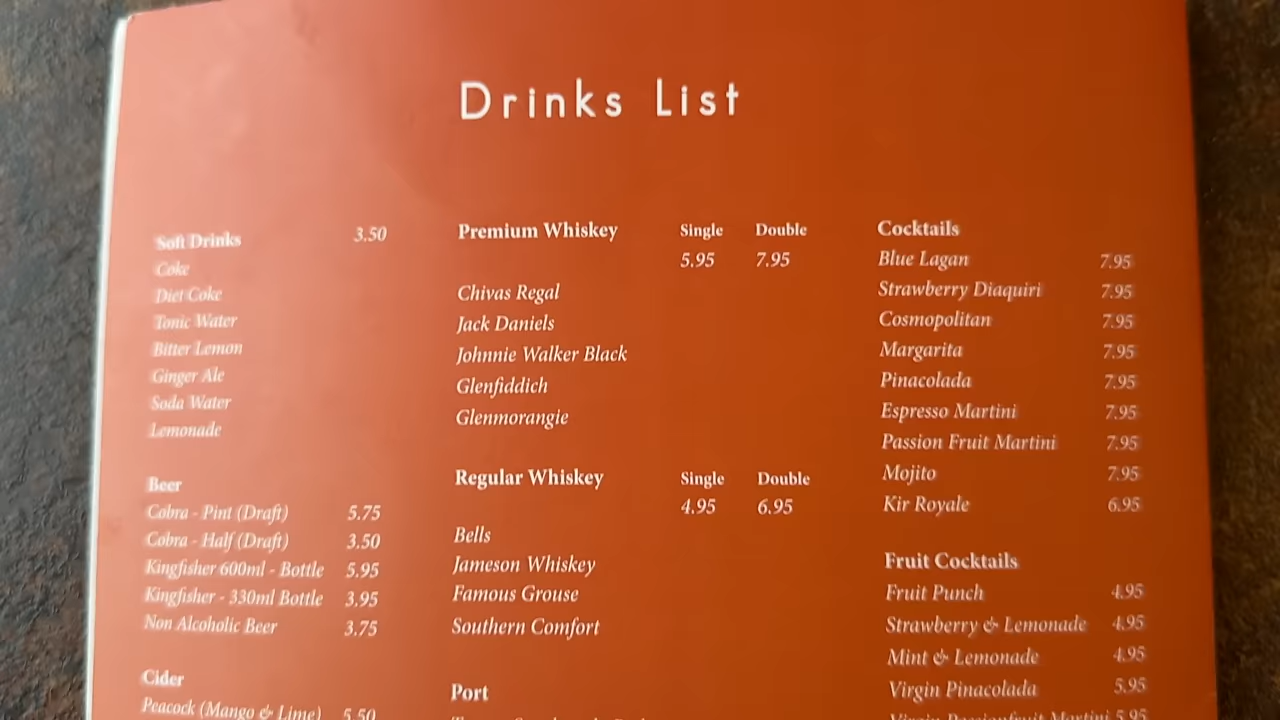 Drinks List
Soft Drinks 3.50
Coke
Diet Coke
Tonic Water
Bitter Lemon
Ginger Ale
Soda Water
Lemonade
Beer
Cobra - Pint (Draft) 5.75
Cobra - Half (Draft) 3.50
Kingfisher 600ml - Bottle 5.95
Kingfisher - 330ml Bottle 3.95
Non Alcoholic Beer 3.75
Cider
Peacock (Mango & Lime) 5.50
Premium Whiskey Single Double
5.95 7.95
Chivas Regal
Jack Daniels
Johnnie Walker Black
Glenfiddich
Glenmorangie
Regular Whiskey Single Double
4.95 6.95
Bells
Jameson Whiskey
Famous Grouse
Southern Comfort
Port
Cocktails
Blue Lagan 7.95
Strawberry Diaquiri 7.95
Cosmopolitan 7.95
Margarita 7.95
Pinacolada 7.95
Espresso Martini 7.95
Passion Fruit Martini 7.95
Mojito 7.95
Kir Royale 6.95
Fruit Cocktails
Fruit Punch 4.95
Strawberry & Lemonade 4.95
Mint & Lemonade 4.95
Virgin Pinacolada 5.95
Virgin Passionfruit Martini 5.95